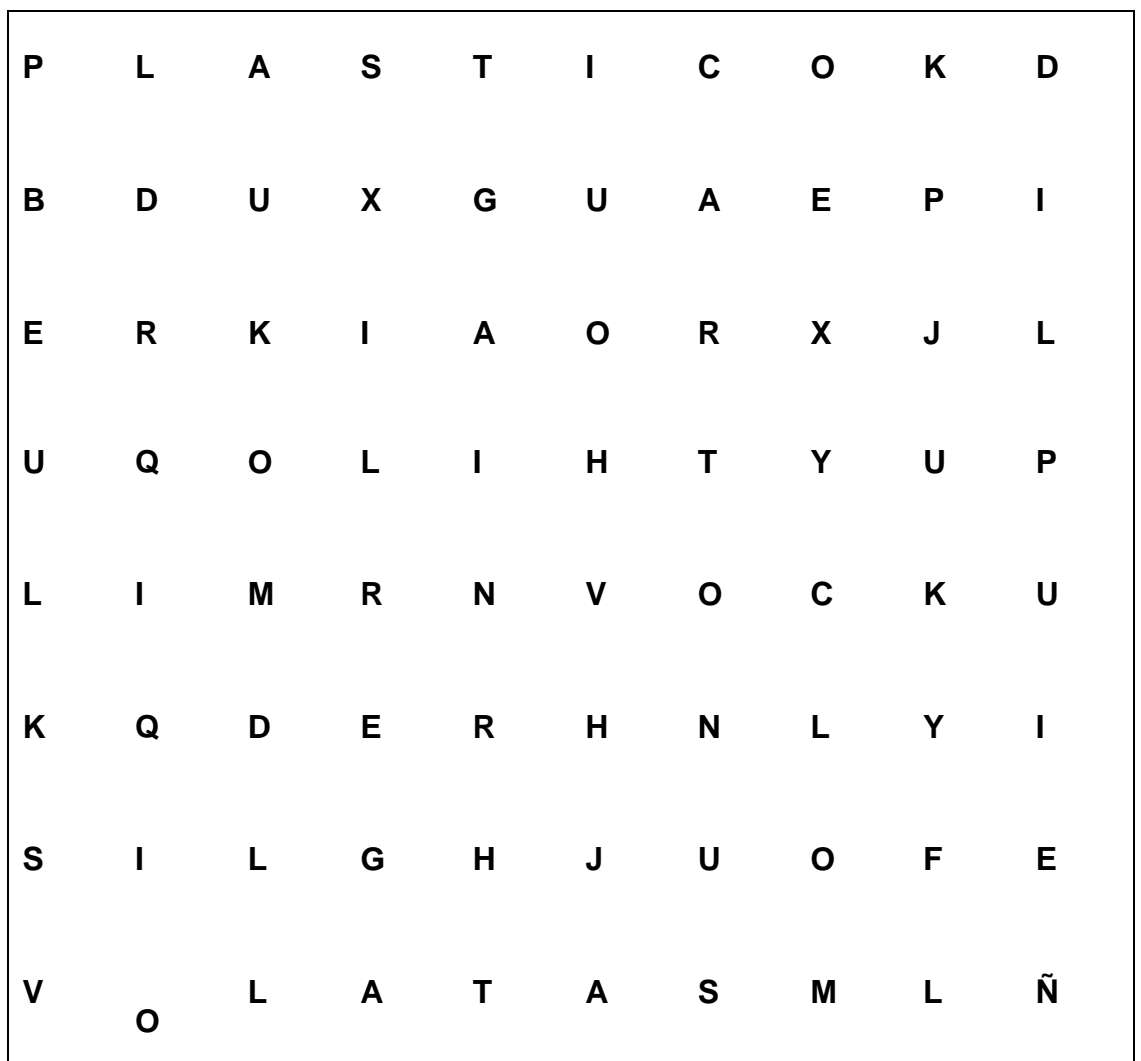 P L A S T I C O K D
B D U X G U A E P I
E R K I A O R X J L
U Q O L I H T Y U P
L I M R N V O C K U
K Q D E R H N L Y I
S I L G H J U O F E
V O L A T A S M L Ñ